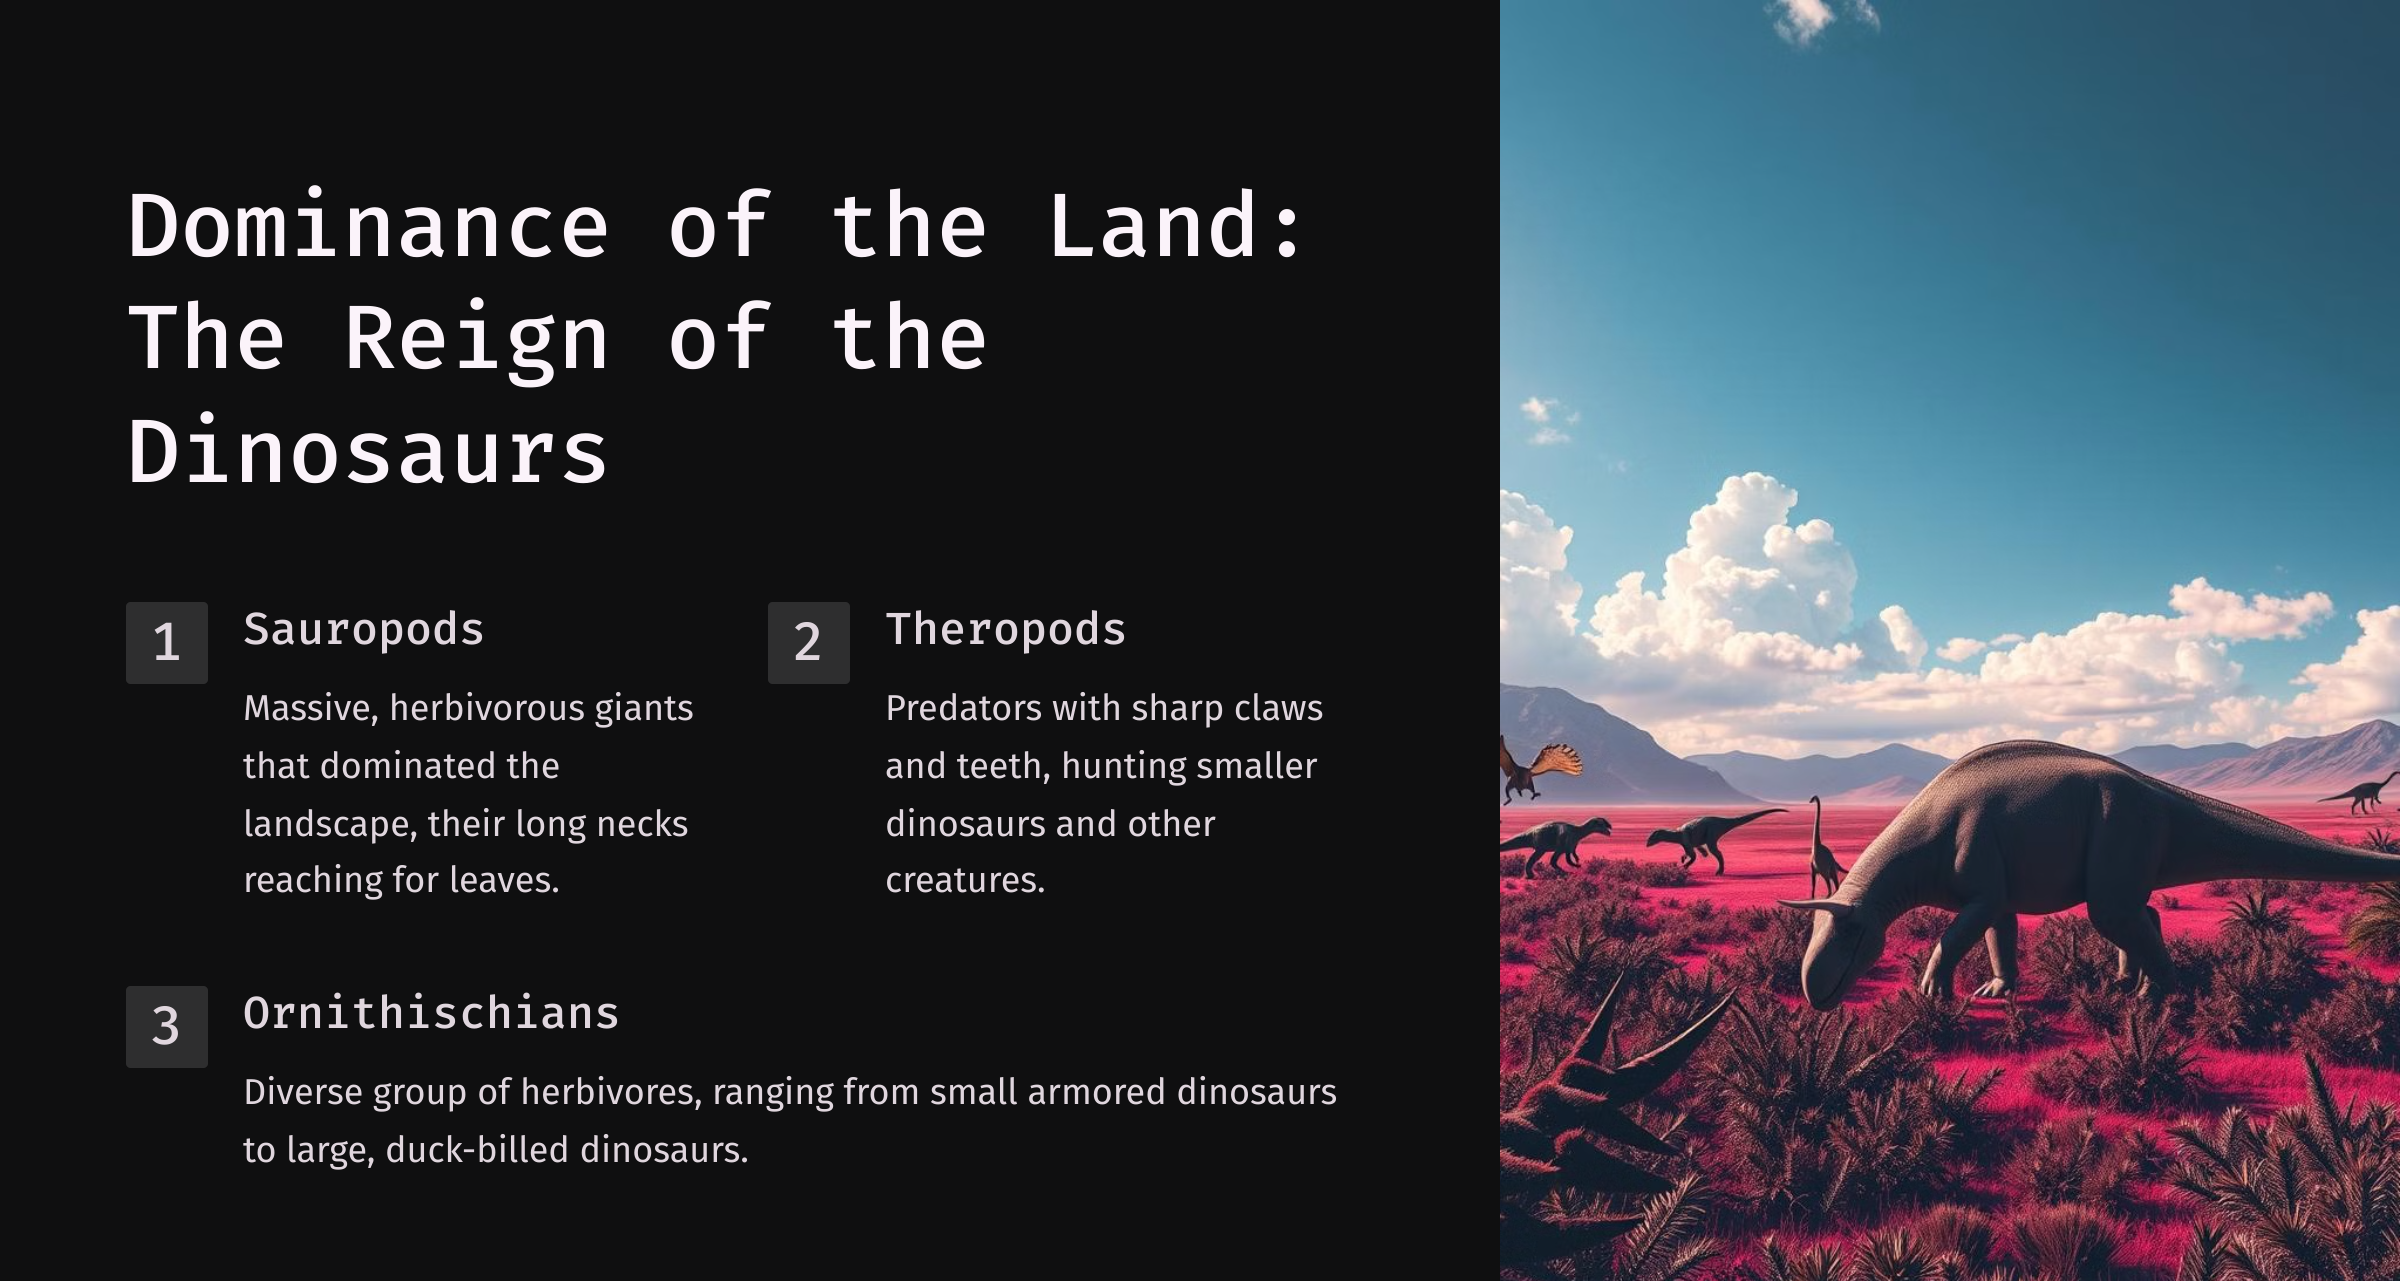 Dominance of the Land:
The Reign of the
Dinosaurs
1
Sauropods
Massive, herbivorous giants
that dominated the
landscape, their long necks
reaching for leaves.
2
Theropods
Predators with sharp claws
and teeth, hunting smaller
dinosaurs and other
creatures.
3
Ornithischians
Diverse group of herbivores, ranging from small armored dinosaurs
to large, duck-billed dinosaurs.